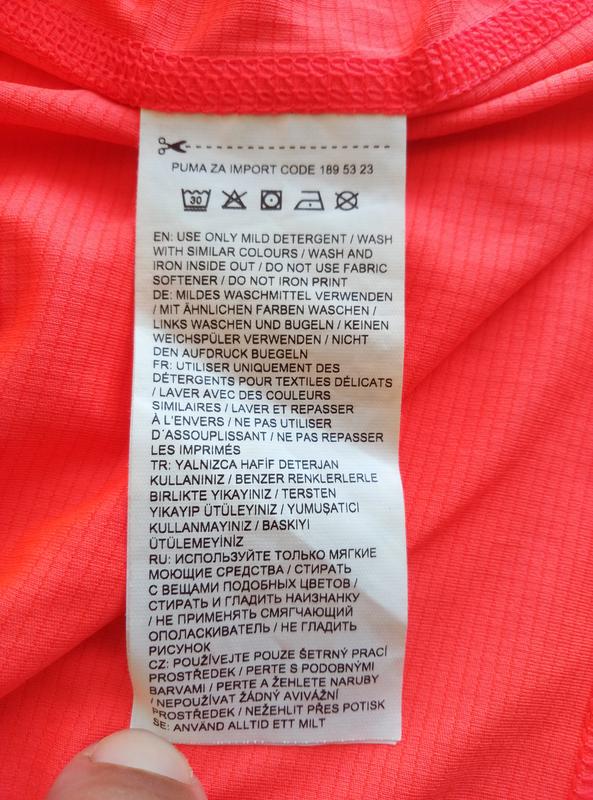 PUMA ZA IMPORT CODE 189 53 23
30
EN: USE ONLY MILD DETERGENT / WASH
WITH SIMILAR COLOURS / WASH AND
IRON INSIDE OUT / DO NOT USE FABRIC
SOFTENER / DO NOT IRON PRINT
DE: MILDES WASCHMITTEL VERWENDEN
/ MIT ÄHNLICHEN FARBEN WASCHEN /
LINKS WASCHEN UND BUGELN / KEINEN
WEICHSPÜLER VERWENDEN / NICHT
DEN AUFDRUCK BUEGELN
FR: UTILISER UNIQUEMENT DES
DÉTERGENTS POUR TEXTILES DÉLICATS
/ LAVER AVEC DES COULEURS
SIMILAIRES / LAVER ET REPASSER
À L'ENVERS / NE PAS UTILISER
D´ASSOUPLISSANT / NE PAS REPASSER
LES IMPRIMÉS
TR: YALNIZCA HAFİF DETERJAN
KULLANINIZ / BENZER RENKLERLERLE
BIRLIKTE YIKAYINIZ / TERSTEN
YIKAYIP ÜTÜLEYINIZ / YUMUŞATICI
KULLANMAYINIZ / BASKIYI
ÜTÜLEMEYİNİZ
RU: ИСПОЛЬЗУЙТЕ ТОЛЬКО МЯГКИЕ
МОЮЩИЕ СРЕДСТВА / СТИРАТЬ
С ВЕЩАМИ ПОДОБНЫХ ЦВЕТОВ /
СТИРАТЬ И ГЛАДИТЬ НАИЗНАНКУ
/ НЕ ПРИМЕНЯТЬ СМЯГЧАЮЩИЙ
ОПОЛАСКИВАТЕЛЬ / НЕ ГЛАДИТЬ
РИСУНОК
CZ: POUŽÍVEJTE POUZE ŠETRNÝ PRACÍ
PROSTŘEDEK / PERTE S PODOBNÝMI
BARVAMI / PERTE A ŽEHLETE NARUBY
/ NEPOUŽÍVAT ŽÁDNÝ AVIVÁŽNÍ
PROSTŘEDEK / NEŽEHLIT PŘES POTISK
SE: ANVÄND ALLTID ETT MILT